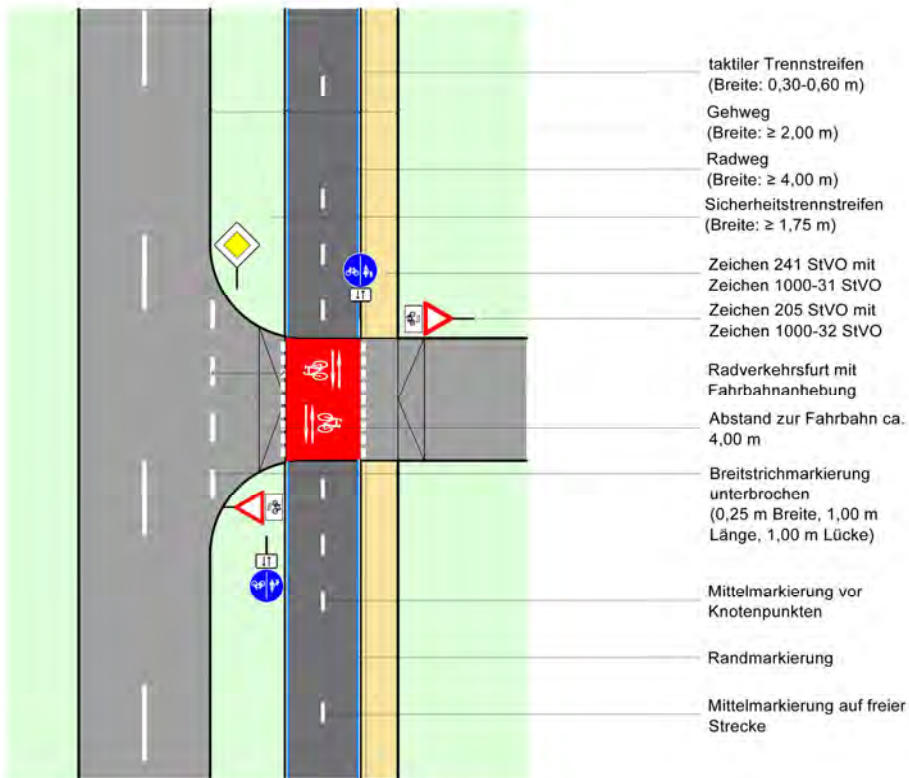 taktiler Trennstreifen
(Breite: 0,30-0,60 m)
Gehweg
(Breite: ≥ 2,00 m)
Radweg
(Breite: ≥ 4,00 m)
Sicherheitstrennstreifen
(Breite: ≥ 1,75 m)
Zeichen 241 StVO mit
Zeichen 1000-31 StVO
Zeichen 205 StVO mit
Zeichen 1000-32 StVO
Radverkehrsfurt mit
Fahrbahnanhebung
Abstand zur Fahrbahn ca.
4,00 m
Breitstrichmarkierung
unterbrochen
(0,25 m Breite, 1,00 m
Länge, 1,00 m Lücke)
Mittelmarkierung vor
Knotenpunkten
Randmarkierung
Mittelmarkierung auf freier
Strecke